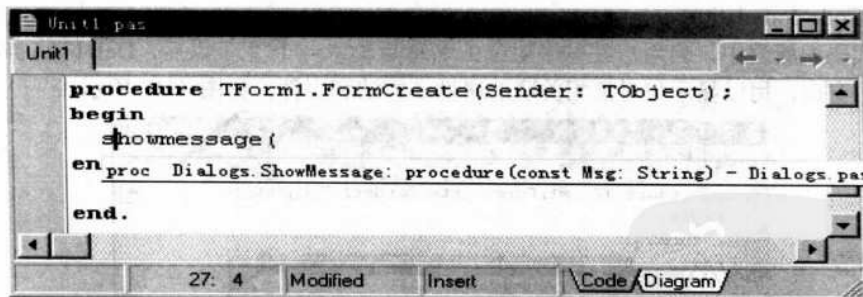 Unit1.pas
Unit1
procedure TForm1.FormCreate(Sender: TObject);
begin
showmessage(
en
proc Dialogs.ShowMessage: procedure(const Msg: String) - Dialogs.pas
end.
27: 4 Modified Insert Code Diagram